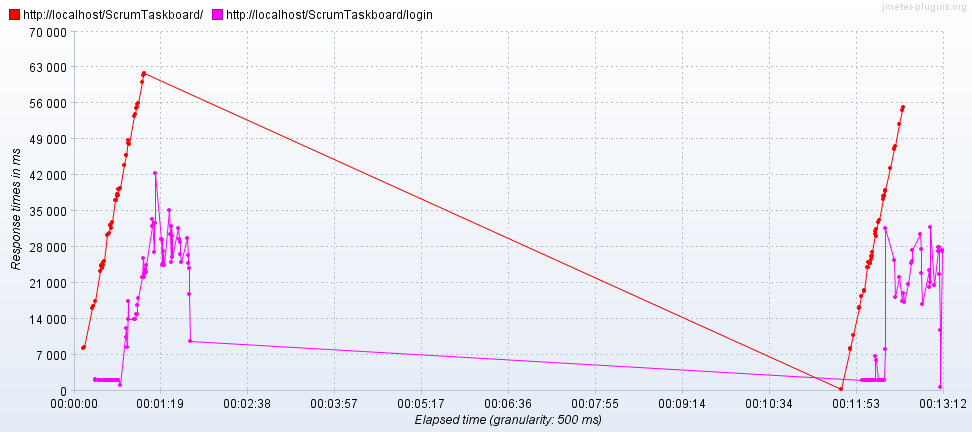 jmeter-plugins.org
http://localhost/ScrumTaskboard/ http://localhost/ScrumTaskboard/login
70 000
63 000
56 000
49 000
42 000
35 000
28 000
21 000
14 000
7 000
0
Response times in ms
00:00:00 00:01:19 00:02:38 00:03:57 00:05:17 00:06:36 00:07:55 00:09:14 00:10:34 00:11:53 00:13:12
Elapsed time (granularity: 500 ms)